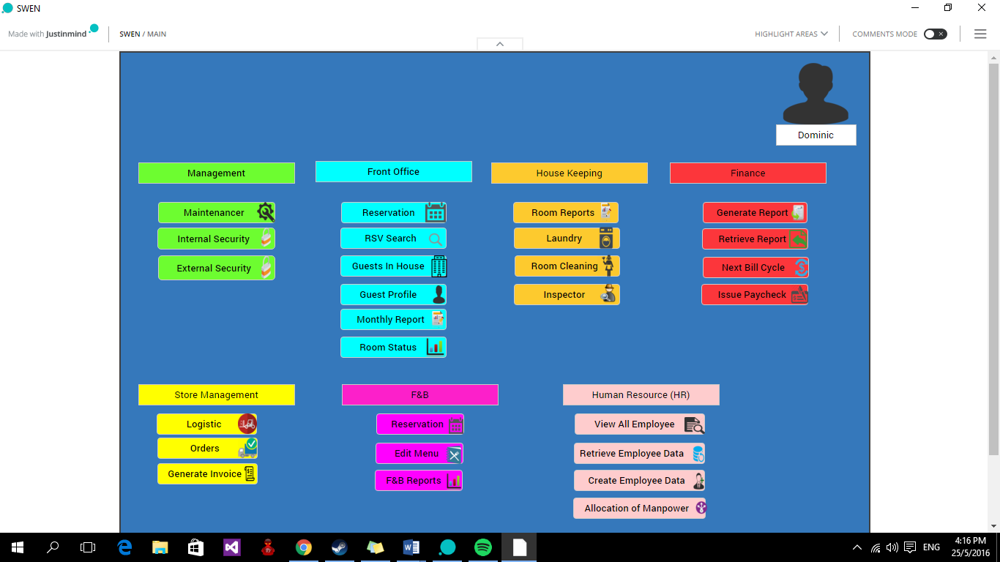 SWEN
Made with Justinmind
SWEN / MAIN
HIGHLIGHT AREAS
COMMENTS MODE
Dominic
Management
Front Office
House Keeping
Finance
Maintenancer
Reservation
Room Reports
Generate Report
Internal Security
RSV Search
Laundry
Retrieve Report
External Security
Guests In House
Room Cleaning
Next Bill Cycle
Guest Profile
Inspector
Issue Paycheck
Monthly Report
Room Status
Store Management
F&B
Human Resource (HR)
Logistic
Reservation
View All Employee
Orders
Edit Menu
Retrieve Employee Data
Generate Invoice
F&B Reports
Create Employee Data
Allocation of Manpower
ENG
4:16 PM
25/5/2016